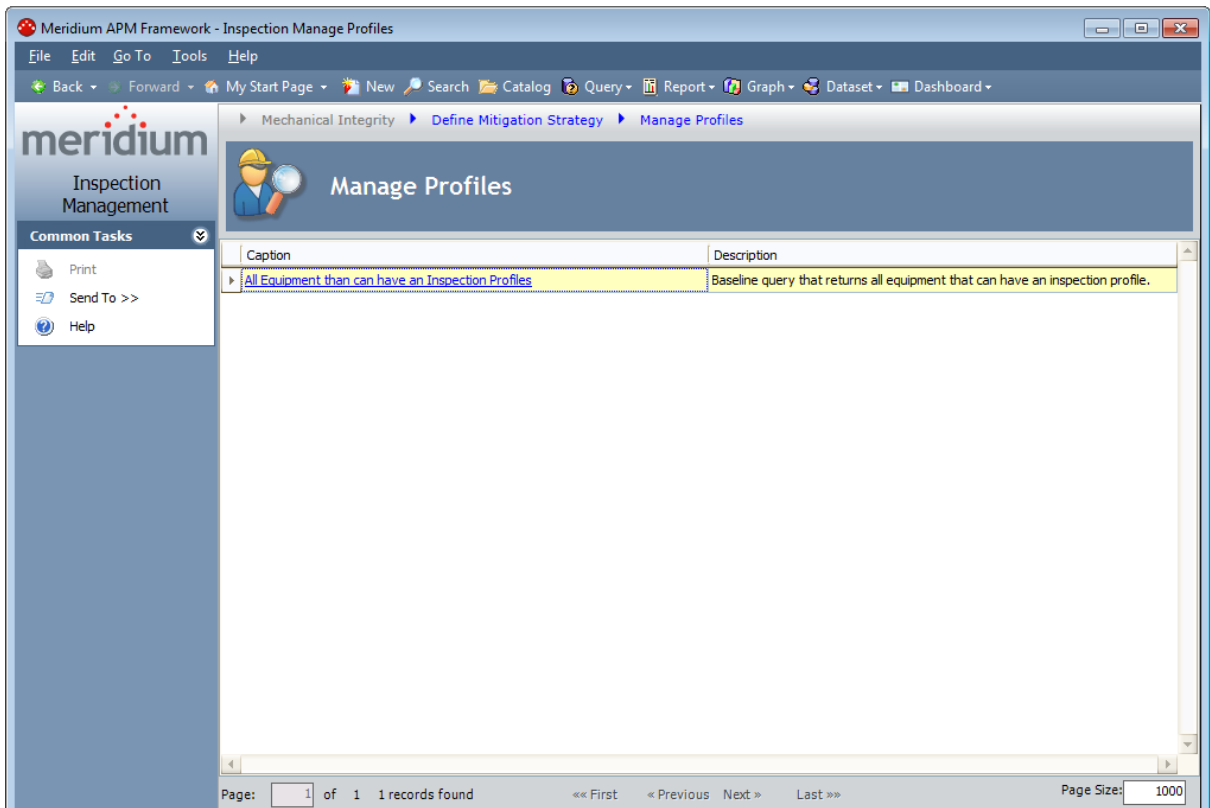 Meridium APM Framework - Inspection Manage Profiles
File Edit Go To Tools Help
Back Forward My Start Page New Search Catalog Query Report Graph Dataset Dashboard
meridium
Inspection
Management
Common Tasks
Print
Send To >>
Help
Mechanical Integrity Define Mitigation Strategy Manage Profiles
Manage Profiles
Caption Description
All Equipment than can have an Inspection Profiles Baseline query that returns all equipment that can have an inspection profile.
Page: 1 of 1 1 records found «« First « Previous Next » Last »» Page Size: 1000